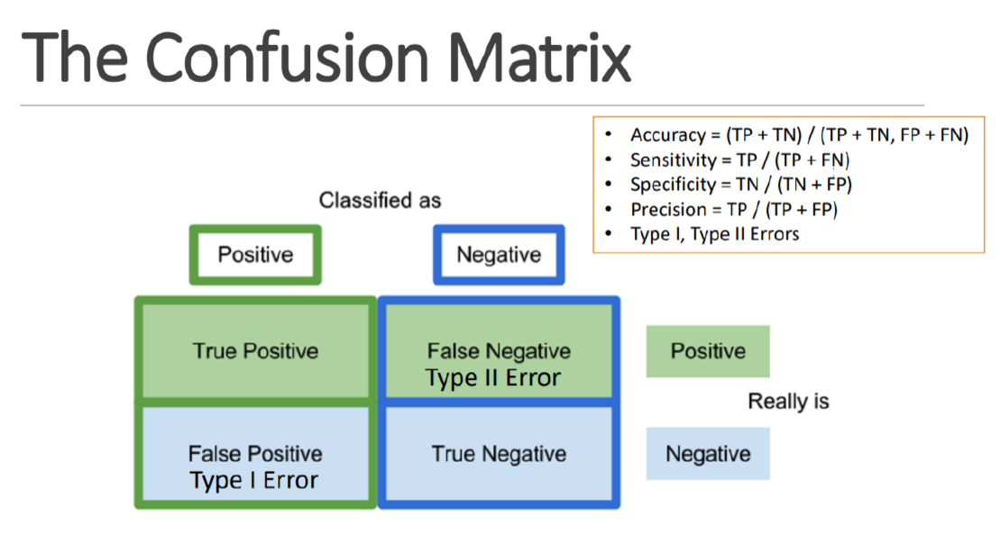 The Confusion Matrix
• Accuracy = (TP + TN) / (TP + TN, FP + FN)
• Sensitivity = TP / (TP + FN)
• Specificity = TN / (TN + FP)
• Precision = TP / (TP + FP)
• Type I, Type II Errors
Classified as
Positive
Negative
True Positive
False Negative
Type II Error
Positive
Really is
False Positive
Type I Error
True Negative
Negative